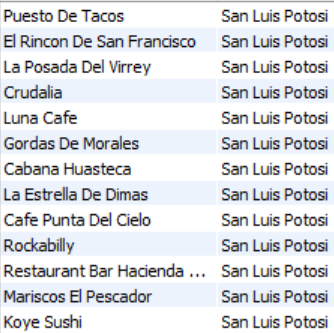 Puesto De Tacos San Luis Potosi
El Rincon De San Francisco San Luis Potosi
La Posada Del Virrey San Luis Potosi
Crudalia San Luis Potosi
Luna Cafe San Luis Potosi
Gordas De Morales San Luis Potosi
Cabana Huasteca San Luis Potosi
La Estrella De Dimas San Luis Potosi
Cafe Punta Del Cielo San Luis Potosi
Rockabilly San Luis Potosi
Restaurant Bar Hacienda ... San Luis Potosi
Mariscos El Pescador San Luis Potosi
Koye Sushi San Luis Potosi